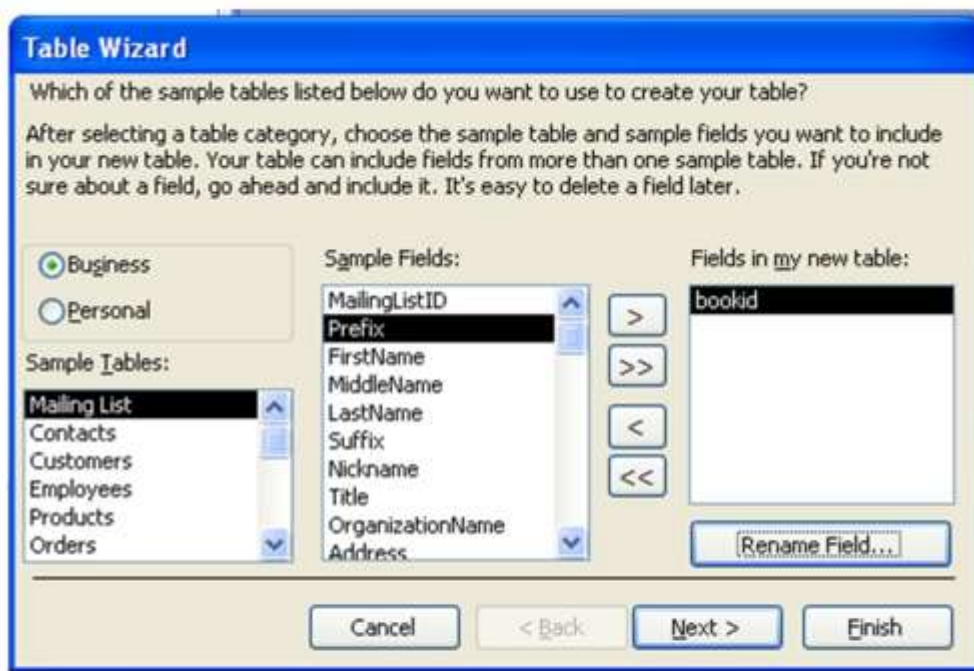 Table Wizard
Which of the sample tables listed below do you want to use to create your table?
After selecting a table category, choose the sample table and sample fields you want to include
in your new table. Your table can include fields from more than one sample table. If you're not
sure about a field, go ahead and include it. It's easy to delete a field later.
Business
Personal
Sample Tables:
Mailing List
Contacts
Customers
Employees
Products
Orders
Sample Fields:
MailingListID
Prefix
FirstName
MiddleName
LastName
Suffix
Nickname
Title
OrganizationName
Address
>
>>
<
<<
Fields in my new table:
bookid
Rename Field...
Cancel
< Back
Next >
Finish